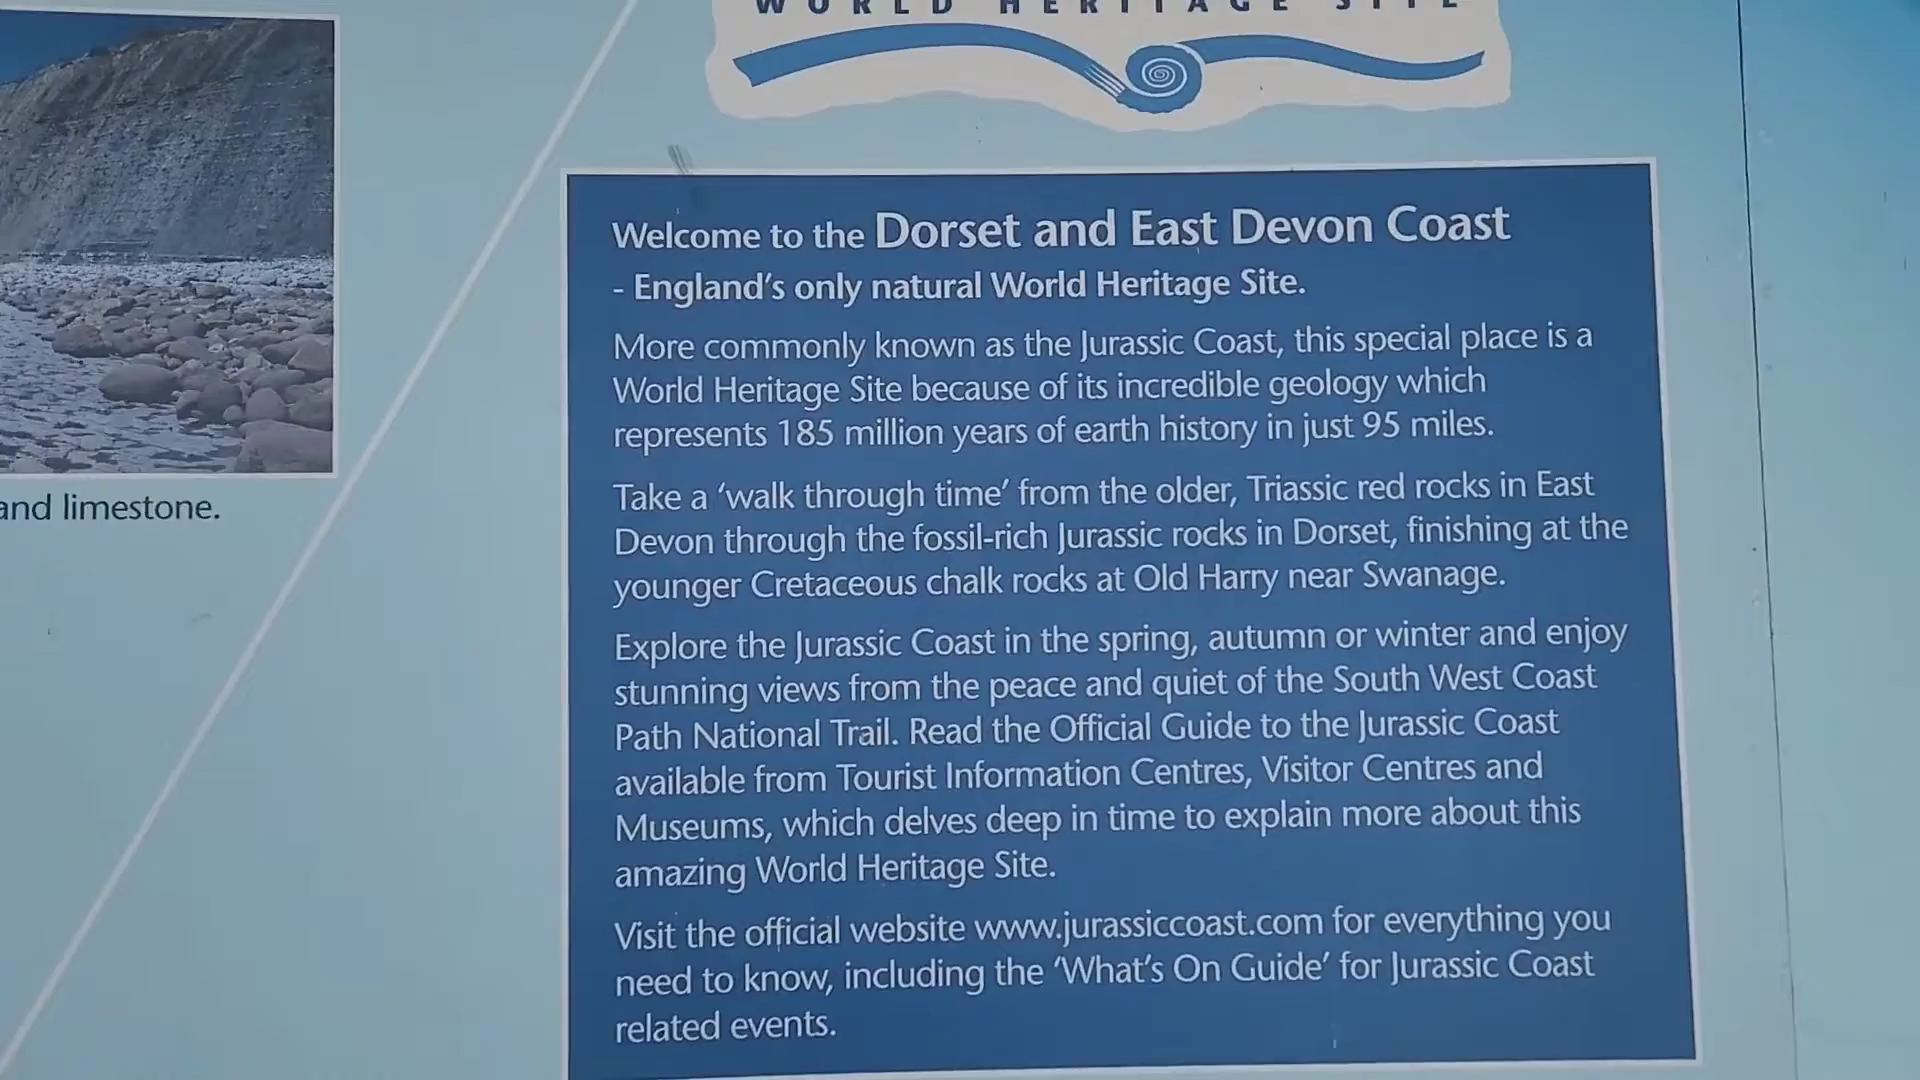 WORLD HERITAGE SITE
and limestone.
Welcome to the Dorset and East Devon Coast
- England's only natural World Heritage Site.
More commonly known as the Jurassic Coast, this special place is a
World Heritage Site because of its incredible geology which
represents 185 million years of earth history in just 95 miles.
Take a ‘walk through time’ from the older, Triassic red rocks in East
Devon through the fossil-rich Jurassic rocks in Dorset, finishing at the
younger Cretaceous chalk rocks at Old Harry near Swanage.
Explore the Jurassic Coast in the spring, autumn or winter and enjoy
stunning views from the peace and quiet of the South West Coast
Path National Trail. Read the Official Guide to the Jurassic Coast
available from Tourist Information Centres, Visitor Centres and
Museums, which delves deep in time to explain more about this
amazing World Heritage Site.
Visit the official website www.jurassiccoast.com for everything you
need to know, including the ‘What's On Guide’ for Jurassic Coast
related events.